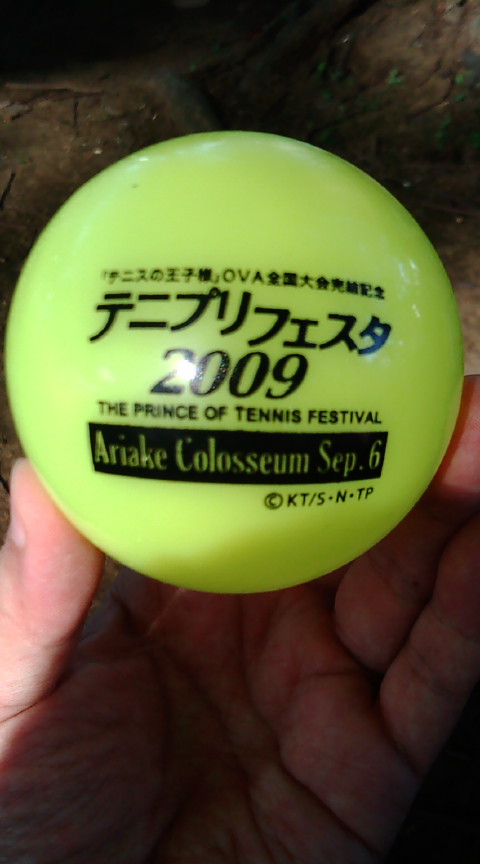 「テニスの王子様」OVA全国大会完結記念
テニプリフェスタ
2009
THE PRINCE OF TENNIS FESTIVAL
Ariake Colosseum Sep. 6
©KT/S・N・TP